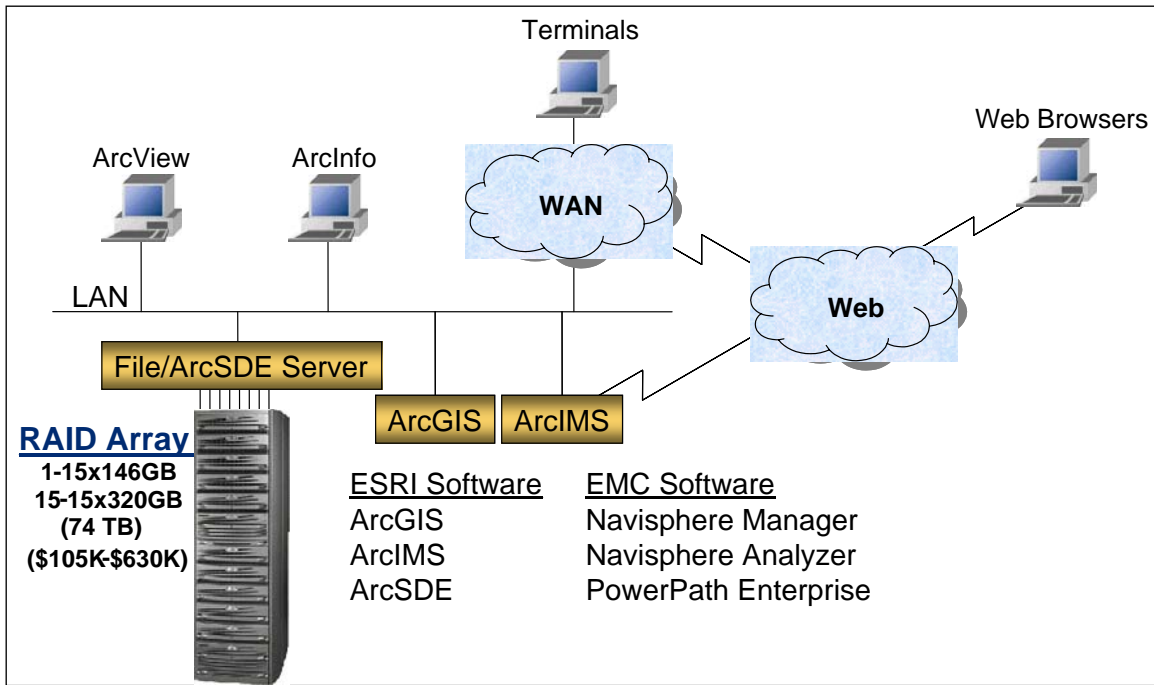 Terminals
Web Browsers
ArcView
ArcInfo
WAN
Web
LAN
File/ArcSDE Server
ArcGIS
ArcIMS
RAID Array
1-15x146GB
15-15x320GB
(74 TB)
($105K-$630K)
ESRI Software
ArcGIS
ArcIMS
ArcSDE
EMC Software
Navisphere Manager
Navisphere Analyzer
PowerPath Enterprise